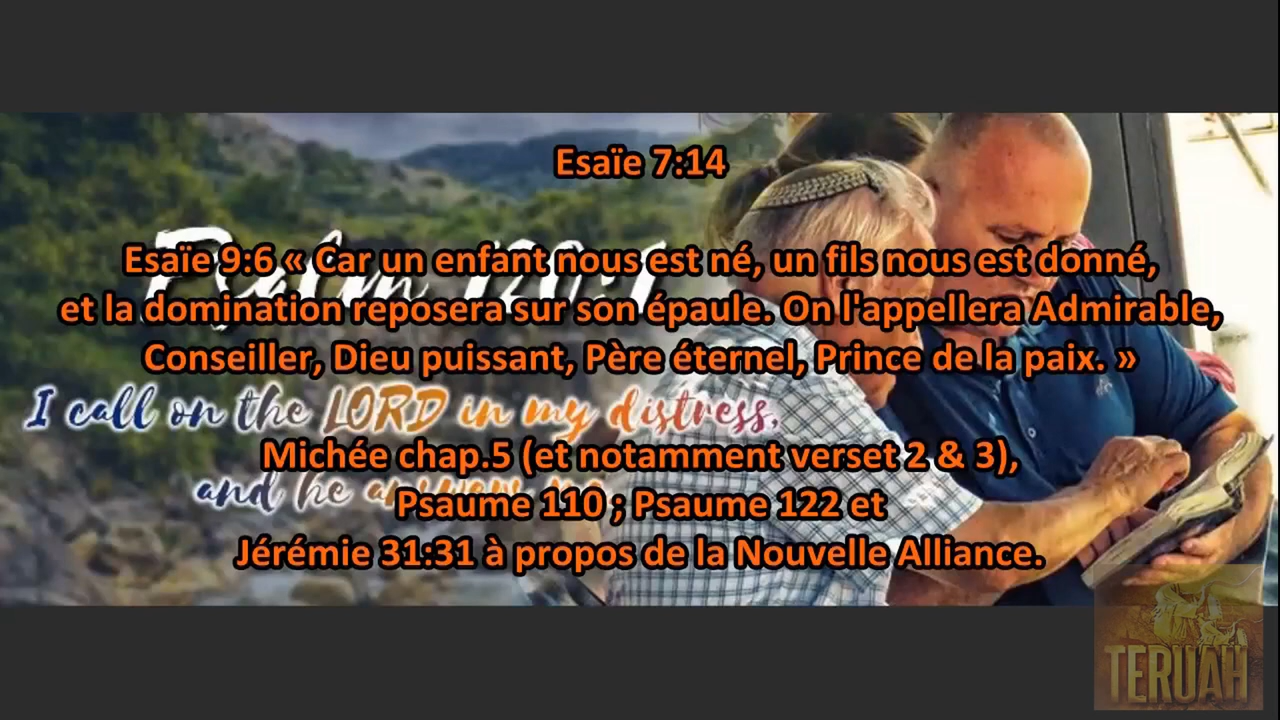 Esaïe 7:14
Esaïe 9:6 « Car un enfant nous est né, un fils nous est donné,
et la domination reposera sur son épaule. On l'appellera Admirable,
Conseiller, Dieu puissant, Père éternel, Prince de la paix. »
I call on the LORD in my distress,
Michée chap.5 (et notamment verset 2 & 3),
and he
Psaume 110 ; Psaume 122 et
Jérémie 31:31 à propos de la Nouvelle Alliance.
TERUAH